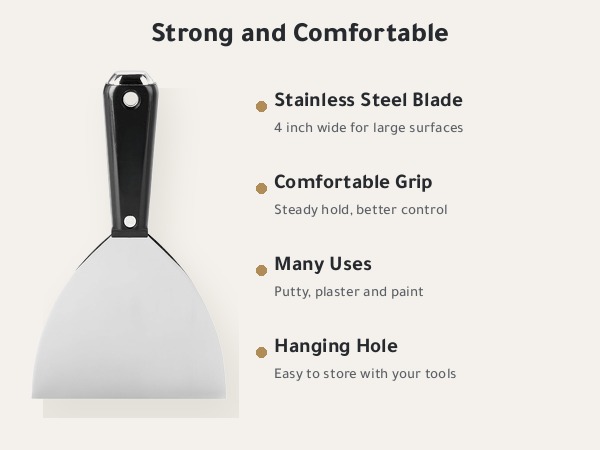 Strong and Comfortable
Stainless Steel Blade
4 inch wide for large surfaces
Comfortable Grip
Steady hold, better control
Many Uses
Putty, plaster and paint
Hanging Hole
Easy to store with your tools